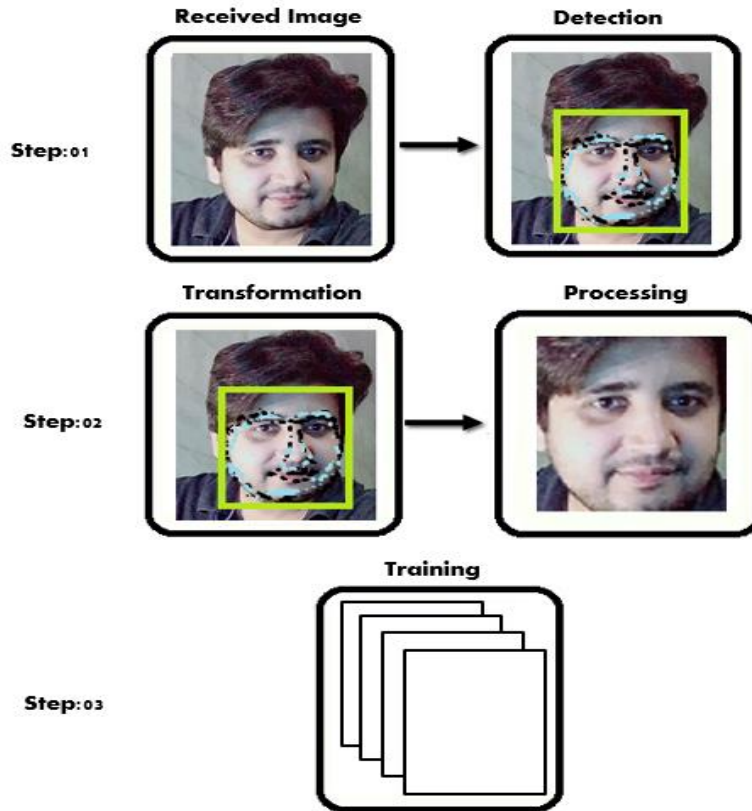 Received Image
Detection
Step:01
Transformation
Processing
Step:02
Training
Step:03